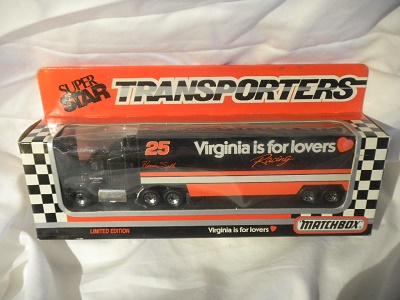 SUPER
STAR
TRANSPORTERS
25
Virginia is for lovers
Racing
LIMITED EDITION
Virginia is for lovers
MATCHBOX